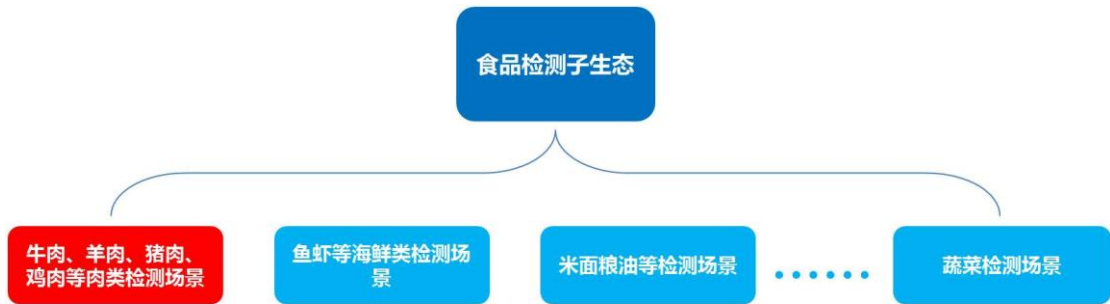 食品检测子生态
牛肉、羊肉、猪肉、
鸡肉等肉类检测场景
鱼虾等海鲜类检测场
景
米面粮油等检测场景
······
蔬菜检测场景